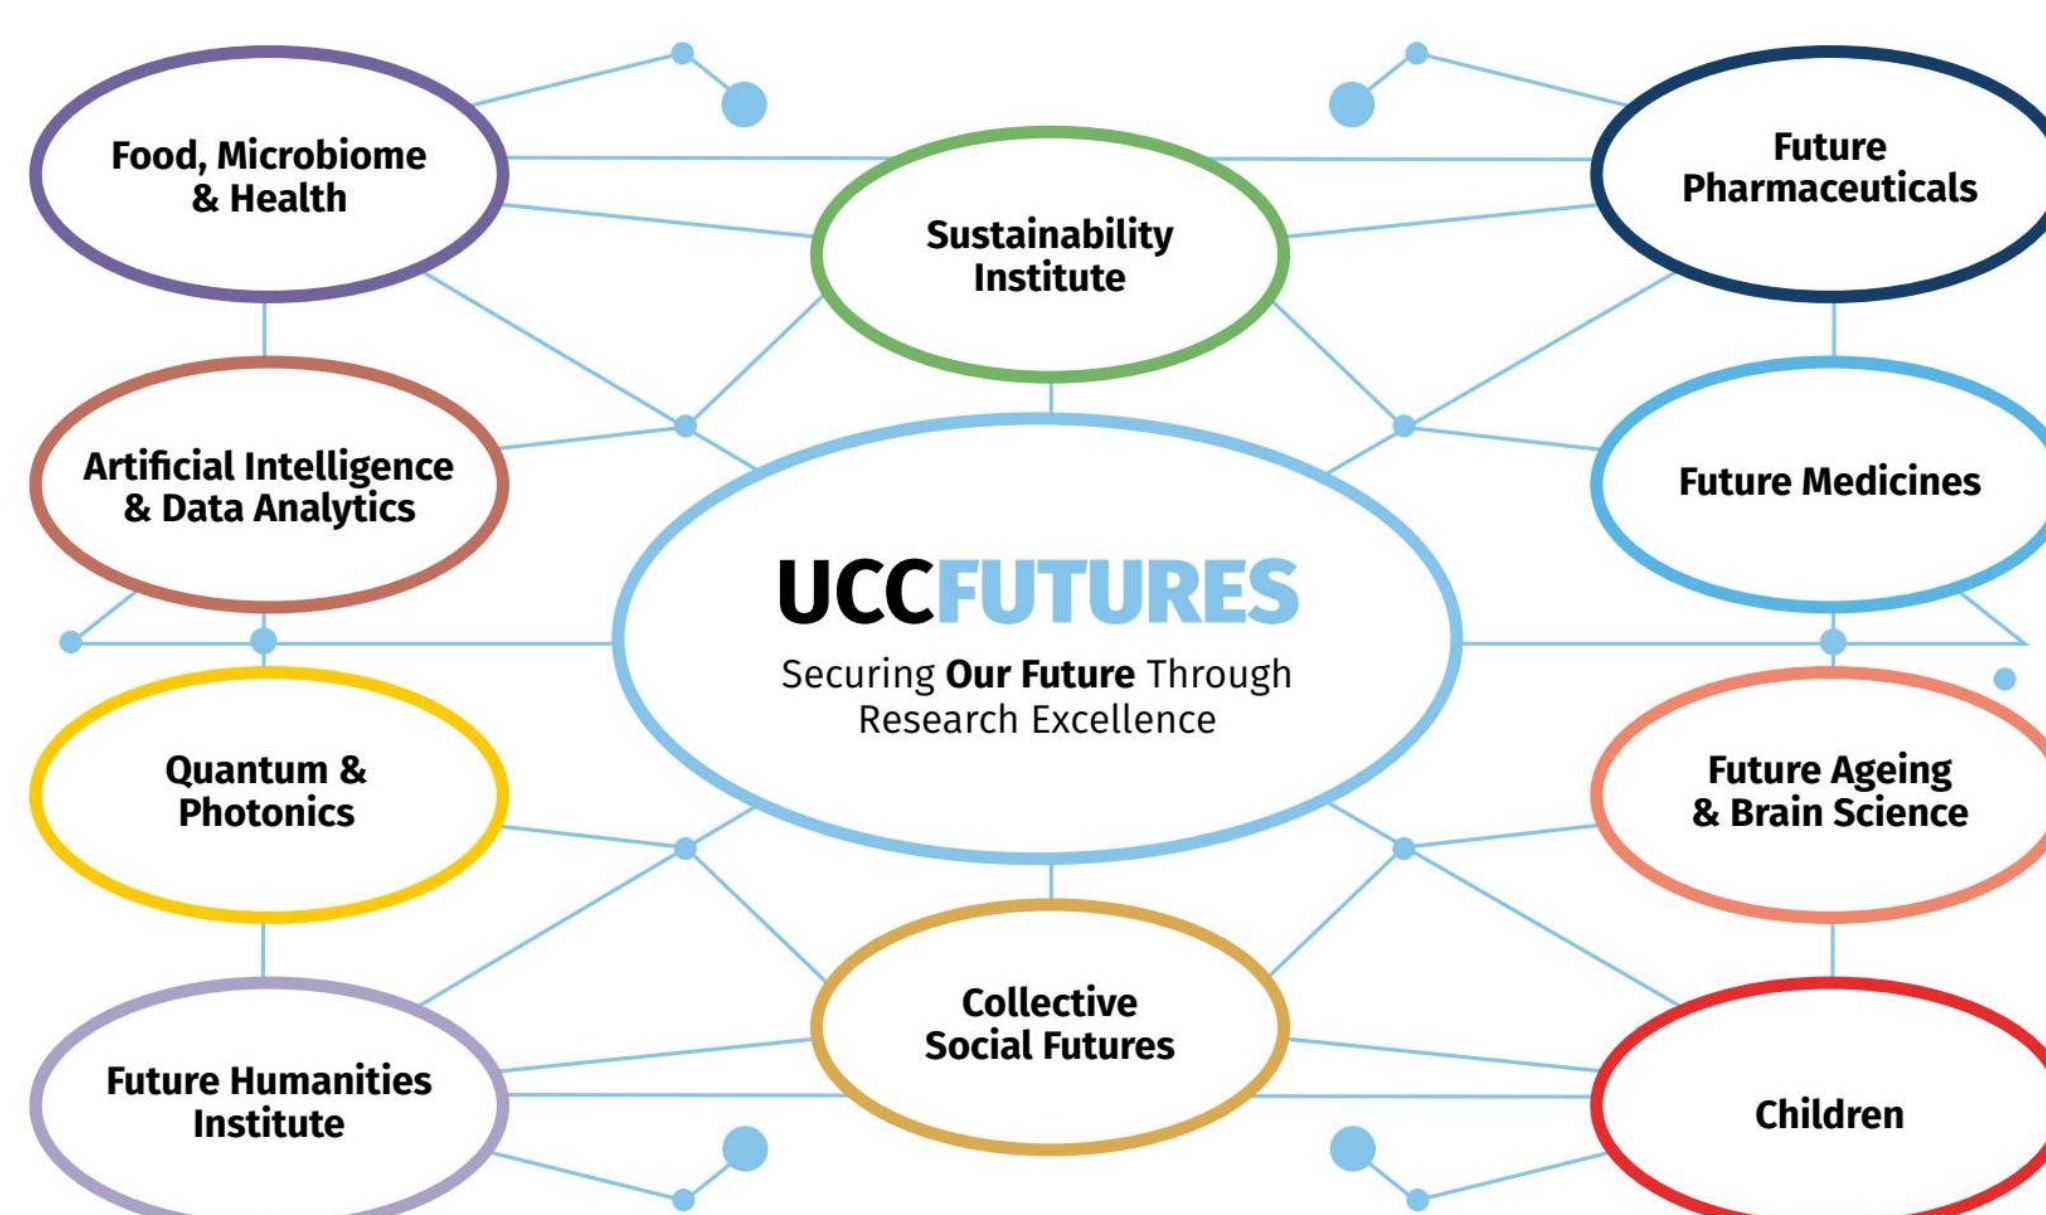 Food, Microbiome
& Health
Sustainability
Institute
Future
Pharmaceuticals
Artificial Intelligence
& Data Analytics
Future Medicines
UCCFUTURES
Securing Our Future Through
Research Excellence
Quantum &
Photonics
Future Ageing
& Brain Science
Future Humanities
Institute
Collective
Social Futures
Children